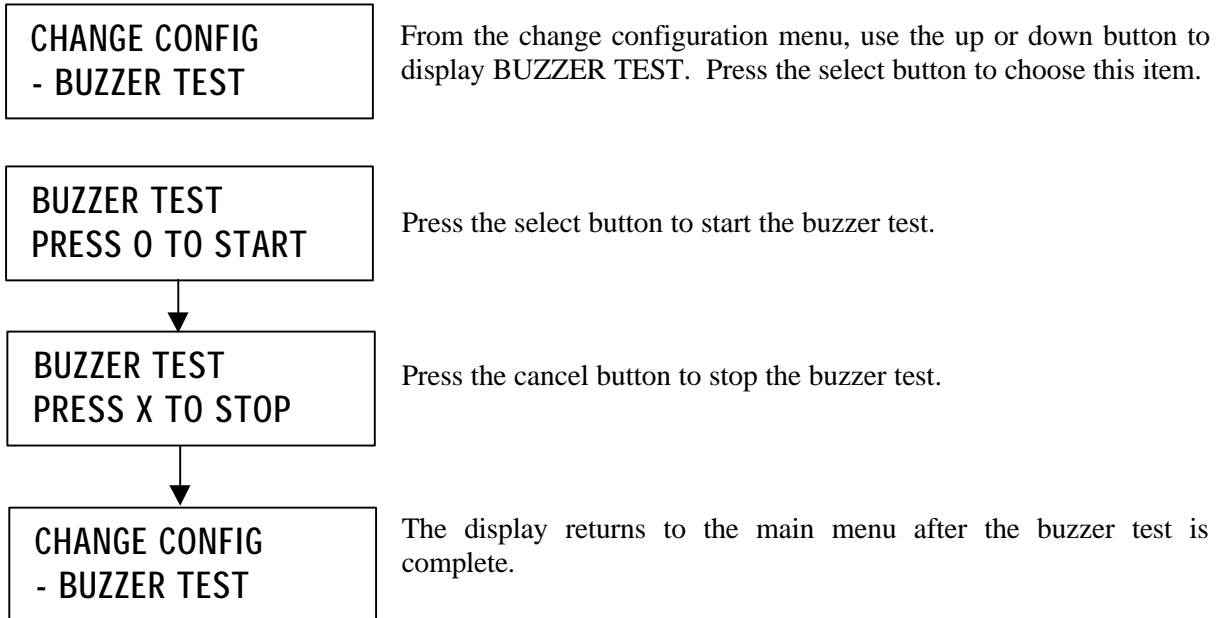 CHANGE CONFIG
- BUZZER TEST
From the change configuration menu, use the up or down button to
display BUZZER TEST. Press the select button to choose this item.
BUZZER TEST
PRESS O TO START
Press the select button to start the buzzer test.
BUZZER TEST
PRESS X TO STOP
Press the cancel button to stop the buzzer test.
CHANGE CONFIG
- BUZZER TEST
The display returns to the main menu after the buzzer test is
complete.